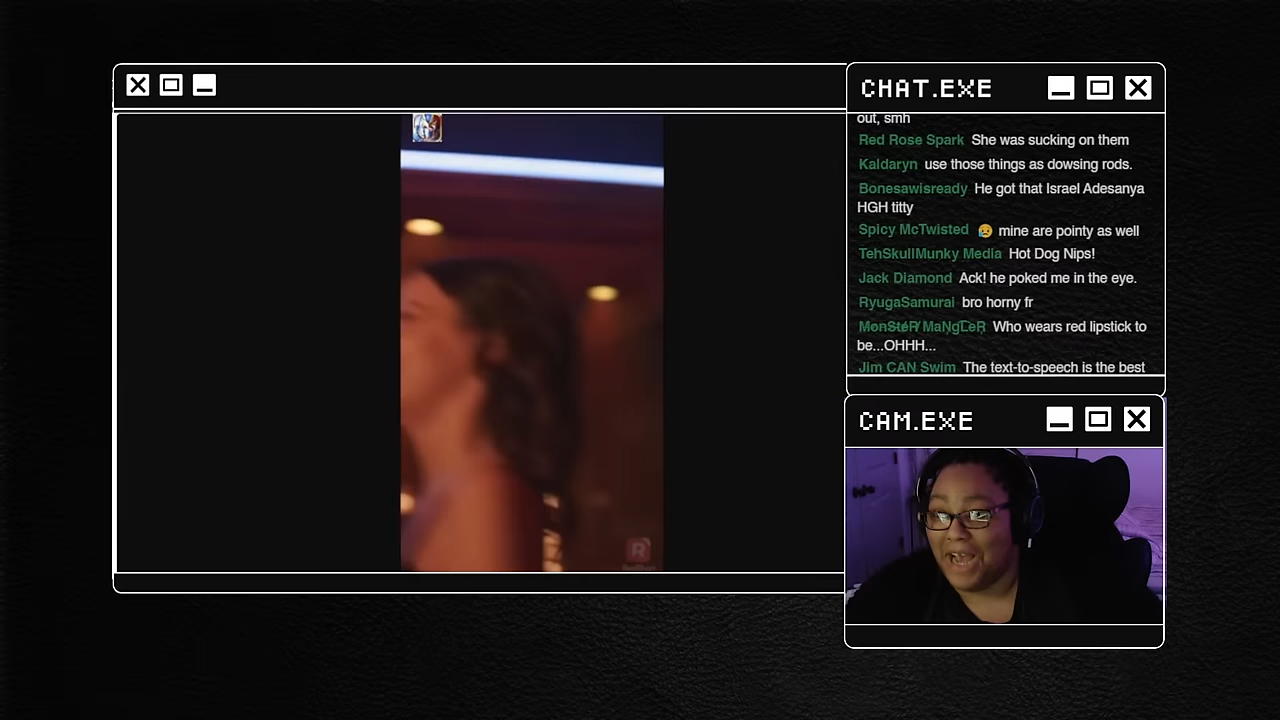 CHAT.EXE
out, smh
Red Rose Spark She was sucking on them
Kaldaryn use those things as dowsing rods.
Bonesawisready He got that Israel Adesanya
HGH titty
Spicy McTwisted 😥 mine are pointy as well
TehSkullMunky Media Hot Dog Nips!
Jack Diamond Ack! he poked me in the eye.
RyugaSamurai bro horny fr
Who wears red lipstick to
be...OHHH...
Jim CAN Swim The text-to-speech is the best
CAM.EXE
R